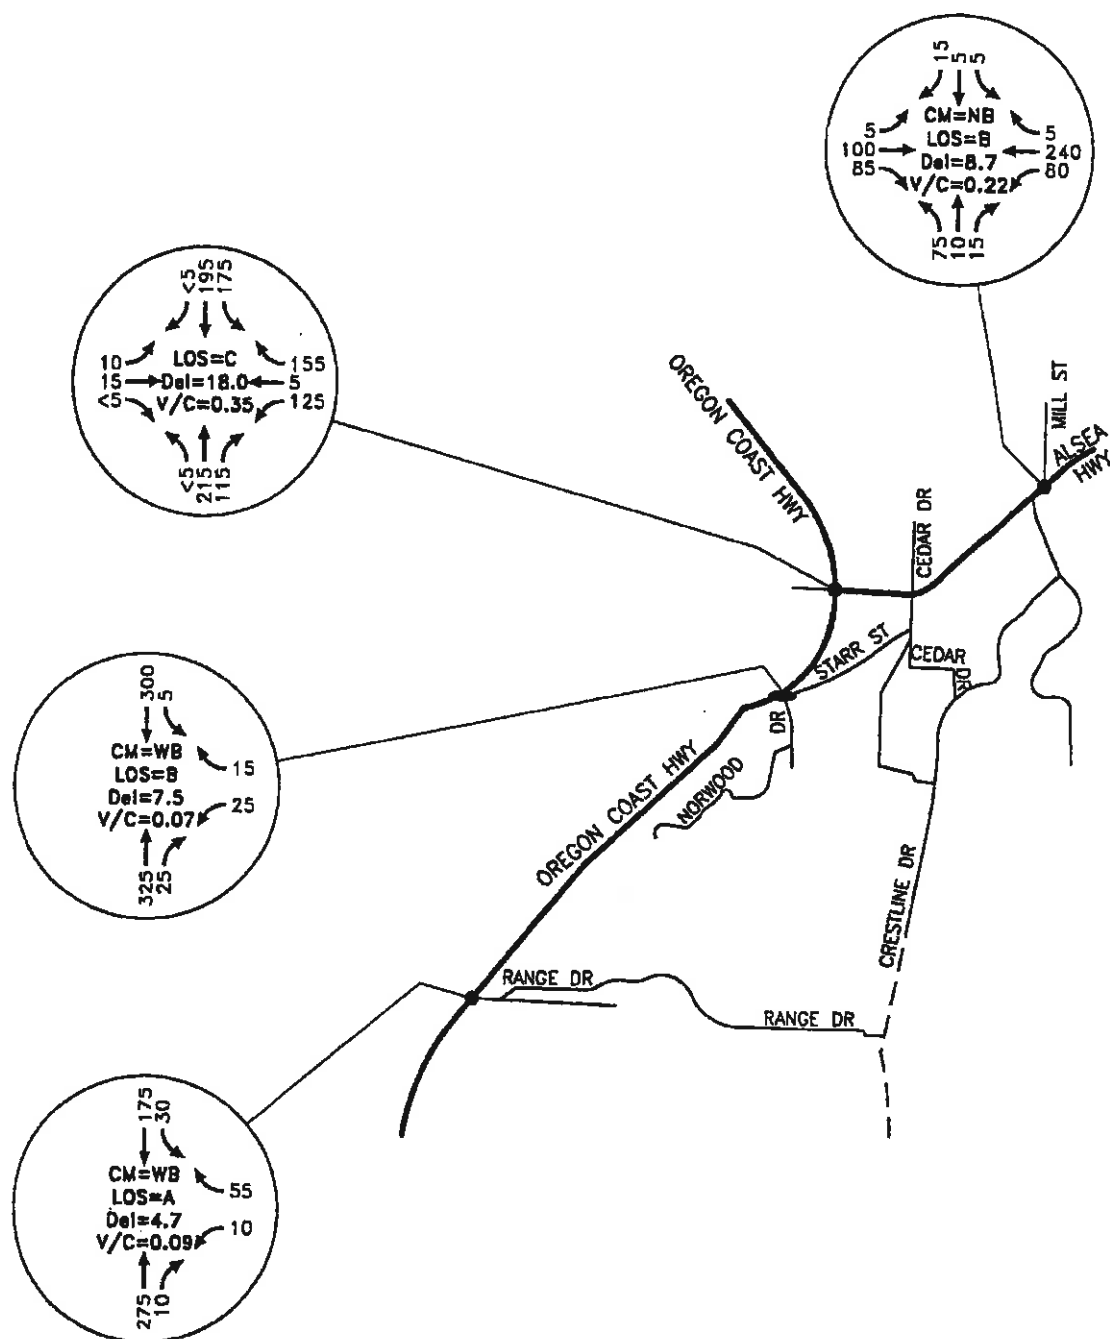 15
5
5
5
100
85
CM=NB
LOS=B
Del=8.7
V/C=0.22
5
240
80
75
10
15
<5
195
175
10
15
<5
LOS=C
Del=18.0
V/C=0.35
155
5
125
<5
215
115
OREGON COAST HWY
MILL ST
ALSEA
HWY
CEDAR DR
STARR ST
CEDAR
DR
DR
NORWOOD
OREGON COAST HWY
300
5
CM=WB
LOS=B
Del=7.5
V/C=0.07
15
25
325
25
CRESTLINE DR
RANGE DR
RANGE DR
175
30
CM=WB
LOS=A
Del=4.7
V/C=0.09
55
10
275
10